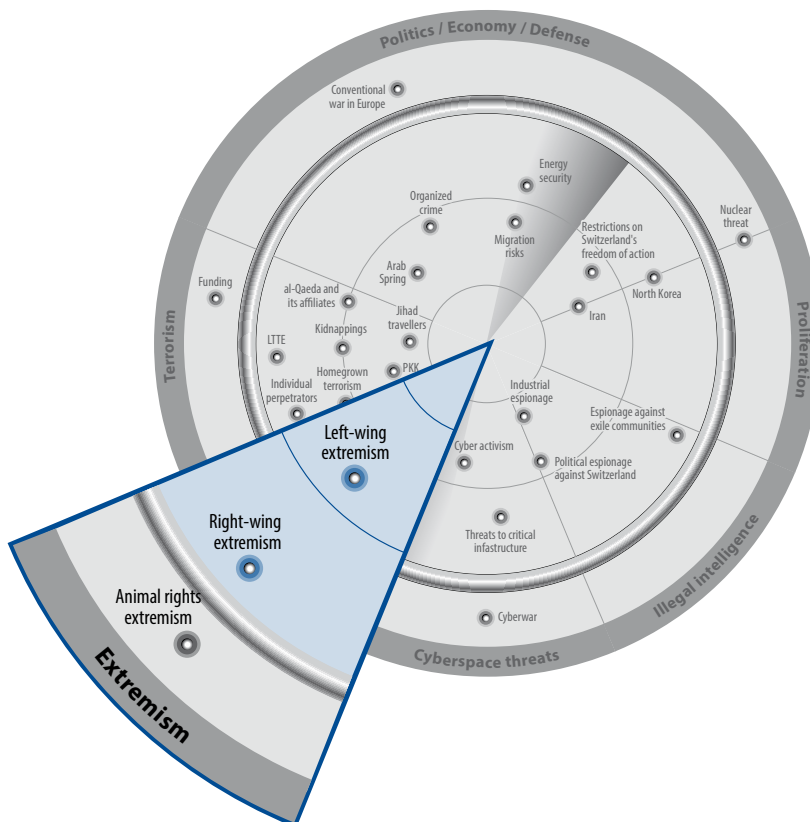 Politics / Economy / Defense
Conventional
war in Europe
Energy
security
Organized
crime
Migration
risks
Restrictions on
Switzerland's
freedom of action
Nuclear
threat
Arab
Spring
North Korea
Funding
al-Qaeda and
its affiliates
Iran
Jihad
travellers
Kidnappings
LTTE
Terrorism
Proliferation
Homegrown
terrorism
PKK
Individual
perpetrators
Industrial
espionage
Espionage against
exile communities
Left-wing
extremism
Cyber activism
Political espionage
against Switzerland
Right-wing
extremism
Threats to critical
infastructure
Illegal intelligence
Animal rights
extremism
Cyberwar
Cyberspace threats
Extremism